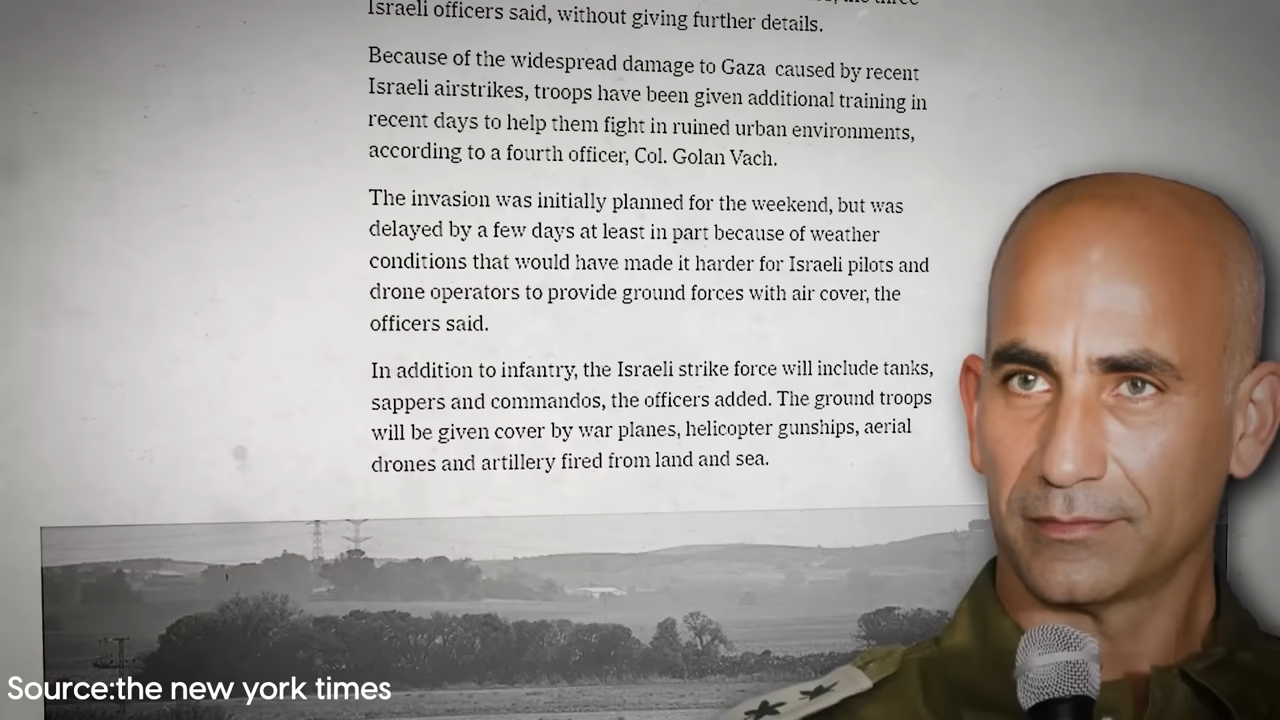 Israeli officers said, without giving further details.
Because of the widespread damage to Gaza caused by recent
Israeli airstrikes, troops have been given additional training in
recent days to help them fight in ruined urban environments,
according to a fourth officer, Col. Golan Vach.
The invasion was initially planned for the weekend, but was
delayed by a few days at least in part because of weather
conditions that would have made it harder for Israeli pilots and
drone operators to provide ground forces with air cover, the
officers said.
In addition to infantry, the Israeli strike force will include tanks,
sappers and commandos, the officers added. The ground troops
will be given cover by war planes, helicopter gunships, aerial
drones and artillery fired from land and sea.
Source:the new york times